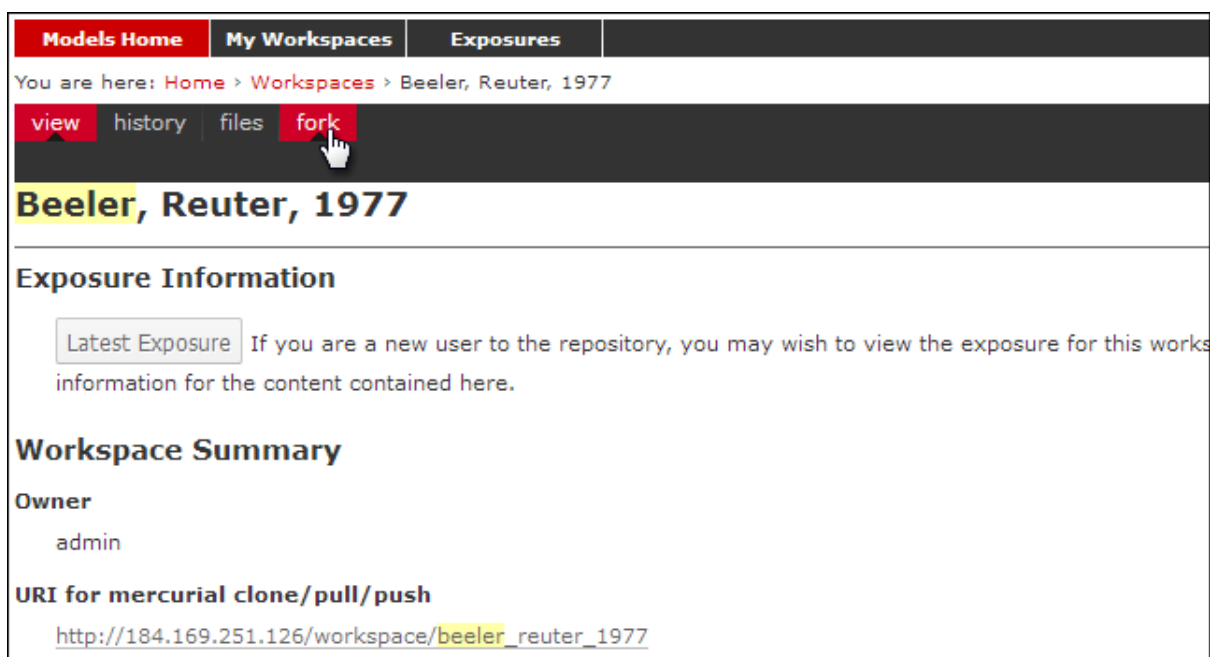 Models Home My Workspaces Exposures
You are here: Home › Workspaces › Beeler, Reuter, 1977
view history files fork
Beeler, Reuter, 1977
Exposure Information
Latest Exposure If you are a new user to the repository, you may wish to view the exposure for this works
information for the content contained here.
Workspace Summary
Owner
admin
URI for mercurial clone/pull/push
http://184.169.251.126/workspace/beeler_reuter_1977